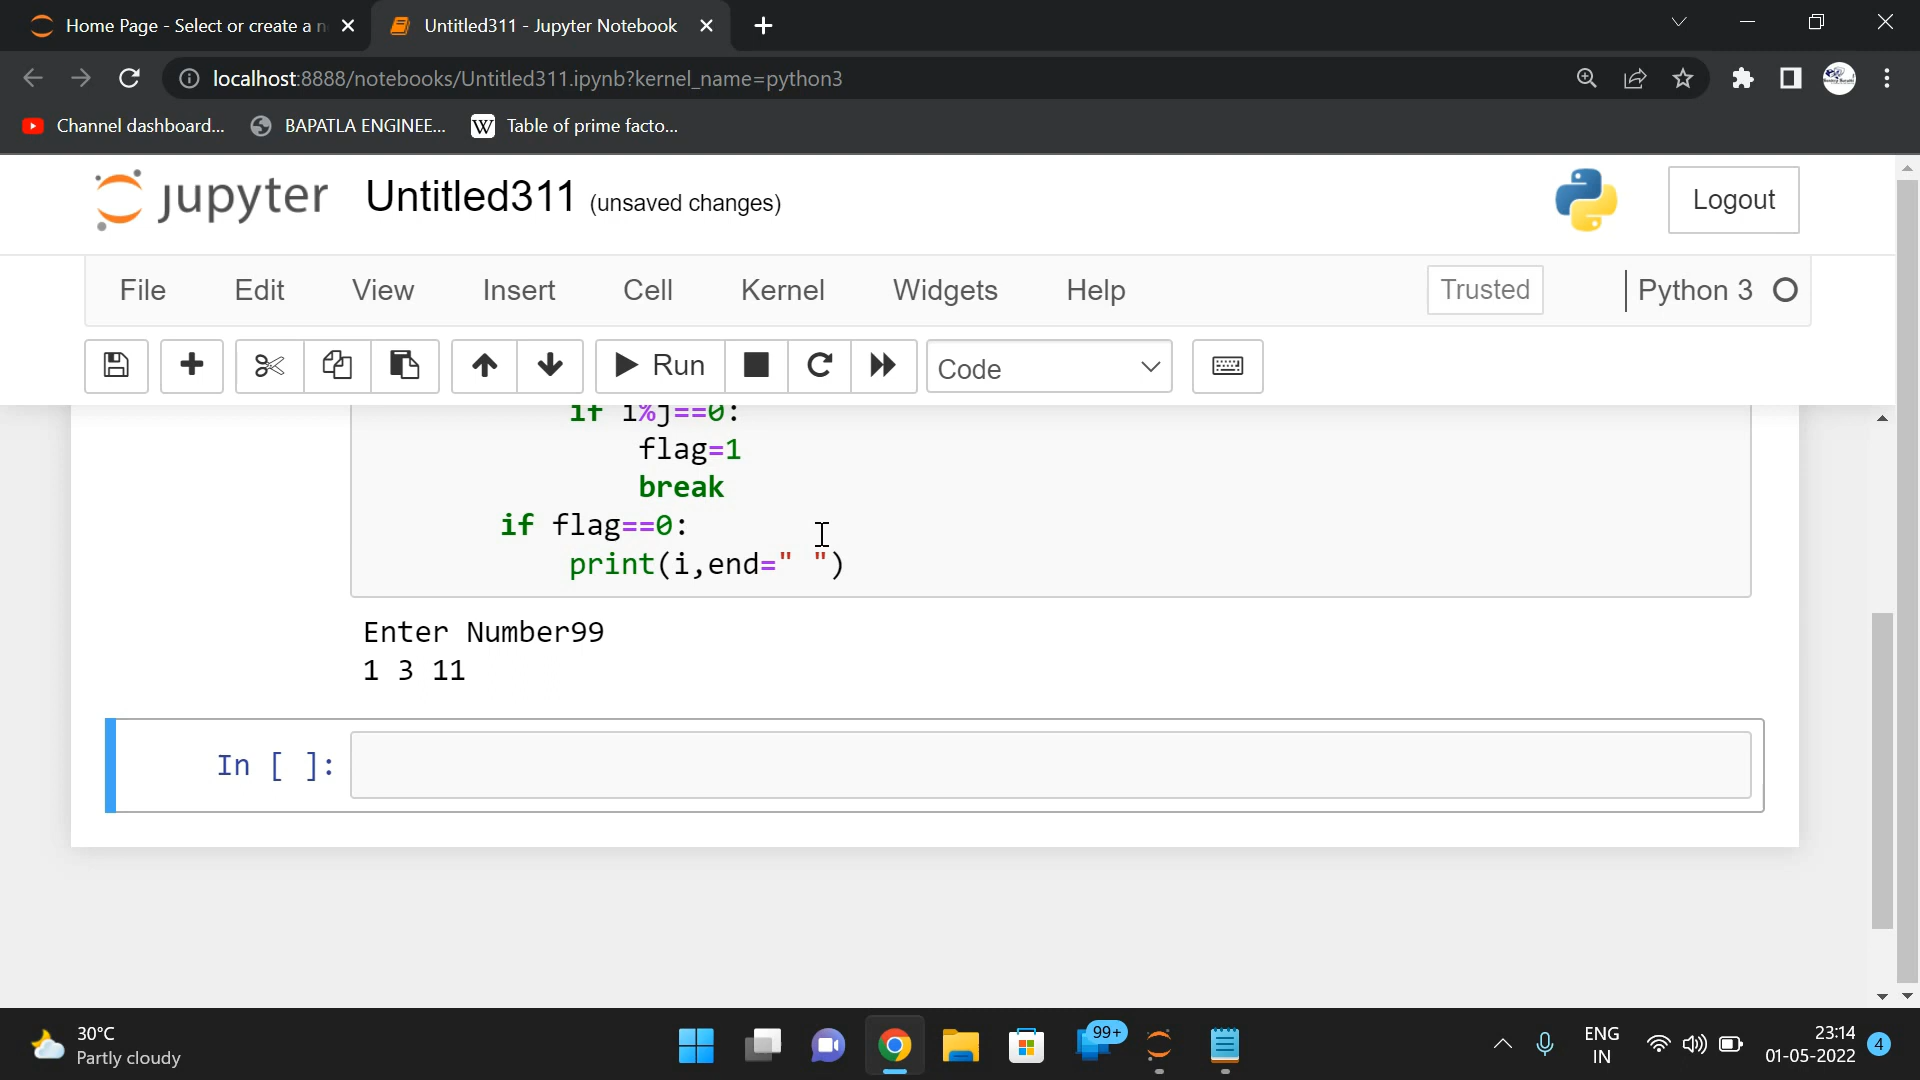 Home Page - Select or create a n
Untitled311 - Jupyter Notebook
localhost:8888/notebooks/Untitled311.ipynb?kernel_name=python3
Channel dashboard...
BAPATLA ENGINEE...
W Table of prime facto...
jupyter Untitled311 (unsaved changes)
Logout
File Edit View Insert Cell Kernel Widgets Help
Trusted
Python 3
Run
Code
if i%j==0:
flag=1
break
if flag==0:
print(i,end=" ")
Enter Number99
1 3 11
In [ ]:
30°C
Partly cloudy
99+
ENG
IN
23:14
01-05-2022
4